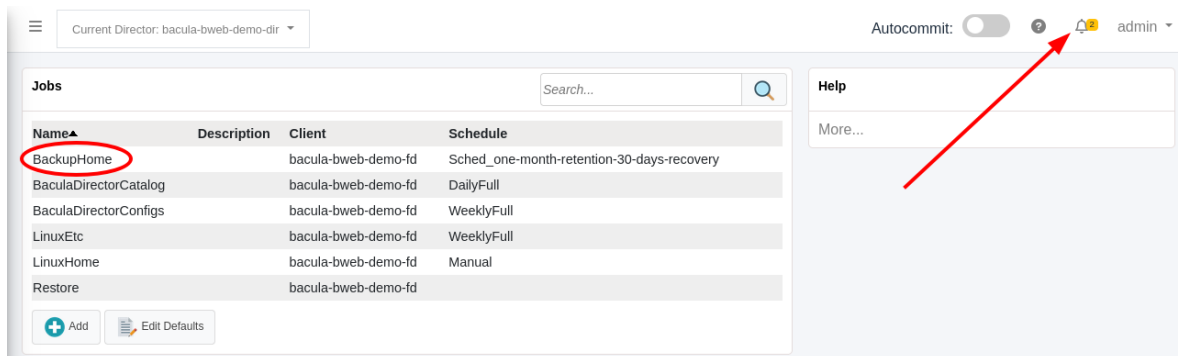 Current Director: bacula-bweb-demo-dir
Autocommit:
2
admin
Jobs
Search...
Help
More...
Name Description Client Schedule
BackupHome bacula-bweb-demo-fd Sched_one-month-retention-30-days-recovery
BaculaDirectorCatalog bacula-bweb-demo-fd DailyFull
BaculaDirectorConfigs bacula-bweb-demo-fd WeeklyFull
LinuxEtc bacula-bweb-demo-fd WeeklyFull
LinuxHome bacula-bweb-demo-fd Manual
Restore bacula-bweb-demo-fd
Add Edit Defaults